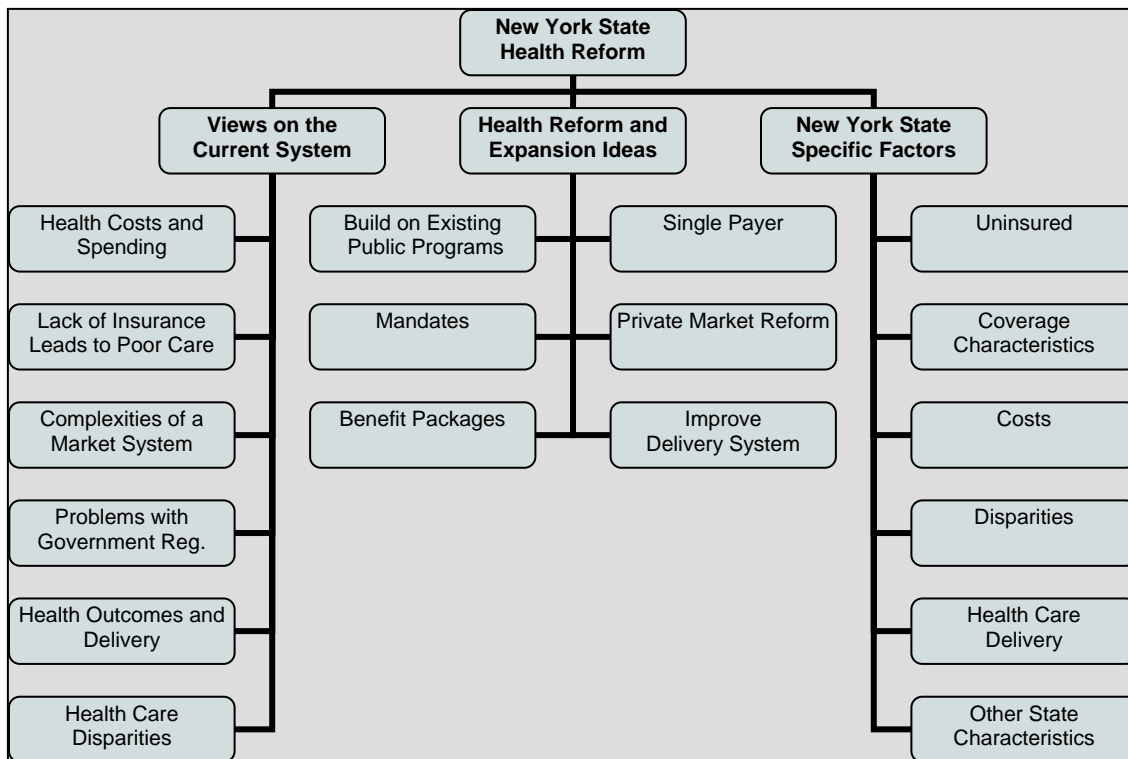 New York State
Health Reform
Views on the
Current System
Health Reform and
Expansion Ideas
New York State
Specific Factors
Health Costs and
Spending
Build on Existing
Public Programs
Single Payer
Uninsured
Lack of Insurance
Leads to Poor Care
Mandates
Private Market Reform
Coverage
Characteristics
Complexities of a
Market System
Benefit Packages
Improve
Delivery System
Costs
Problems with
Government Reg.
Disparities
Health Outcomes and
Delivery
Health Care
Delivery
Health Care
Disparities
Other State
Characteristics